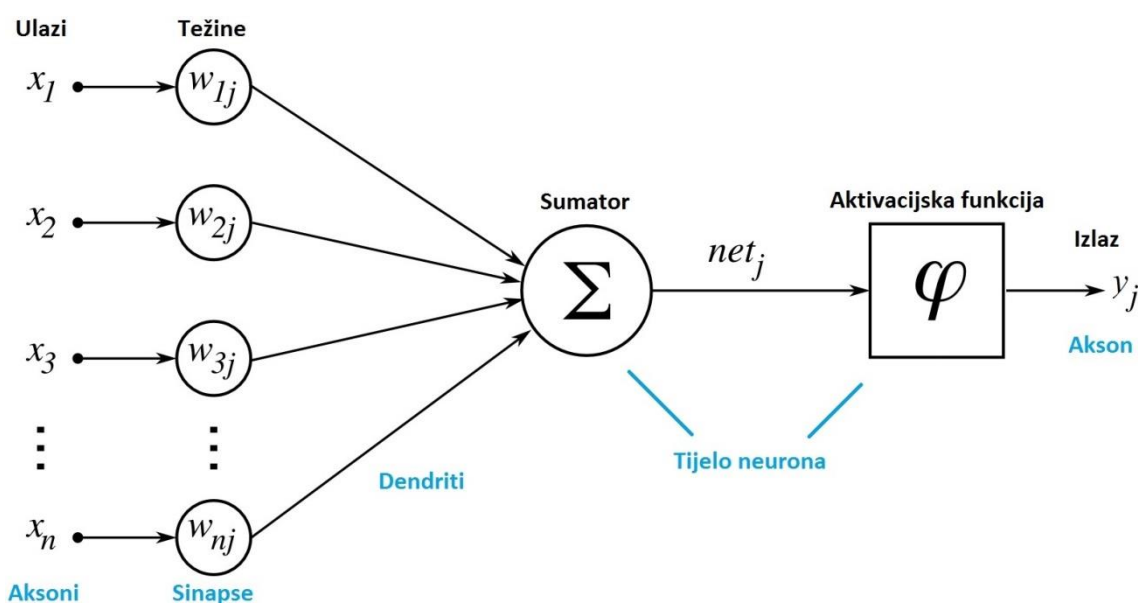 Ulazi
Težine
x1
w1j
x2
w2j
Sumator
Aktivacijska funkcija
Σ
netj
φ
Izlaz
yj
x3
w3j
Akson
Dendriti
Tijelo neurona
xn
wnj
Aksoni
Sinapse